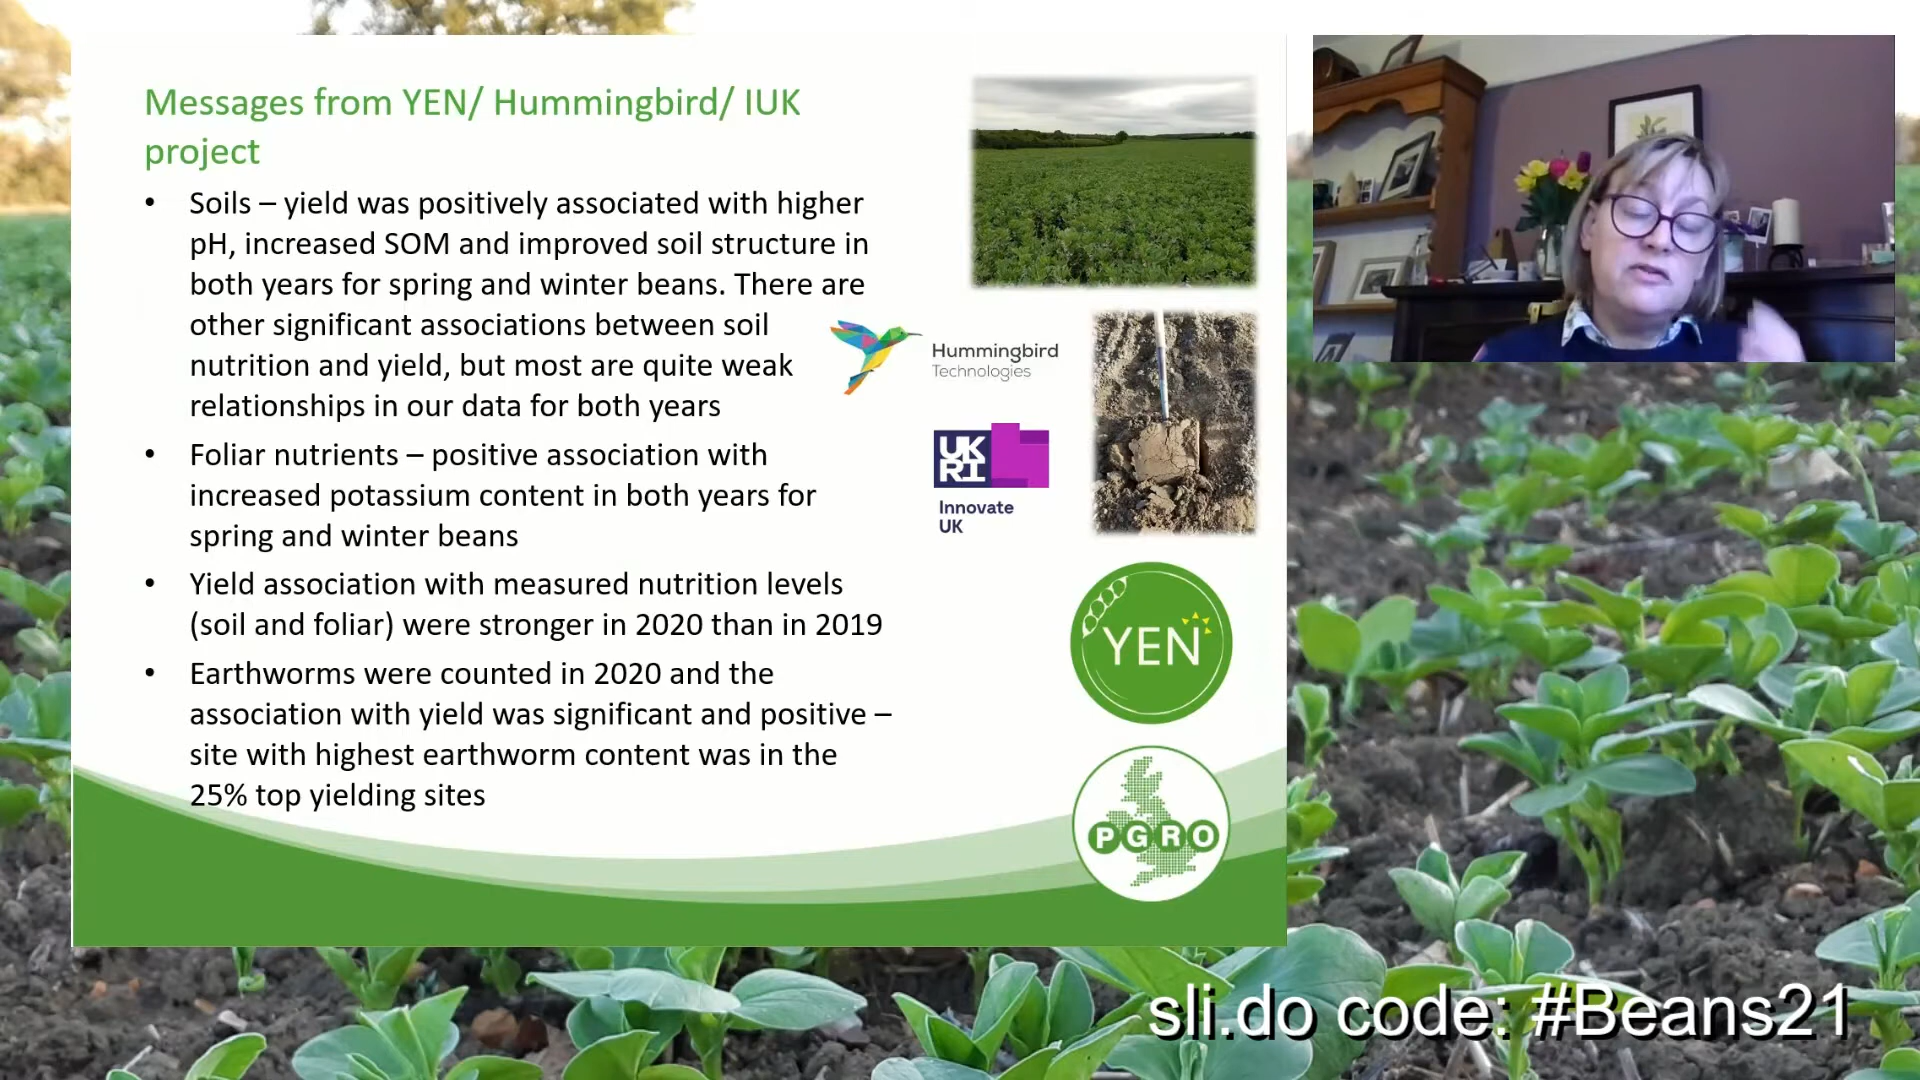 Messages from YEN/ Hummingbird/ IUK
project
• Soils – yield was positively associated with higher
pH, increased SOM and improved soil structure in
both years for spring and winter beans. There are
other significant associations between soil
nutrition and yield, but most are quite weak
relationships in our data for both years
• Foliar nutrients – positive association with
increased potassium content in both years for
spring and winter beans
• Yield association with measured nutrition levels
(soil and foliar) were stronger in 2020 than in 2019
• Earthworms were counted in 2020 and the
association with yield was significant and positive –
site with highest earthworm content was in the
25% top yielding sites
Hummingbird
Technologies
UK
RI
Innovate
UK
YEN
PGRO
sli.do code: #Beans21